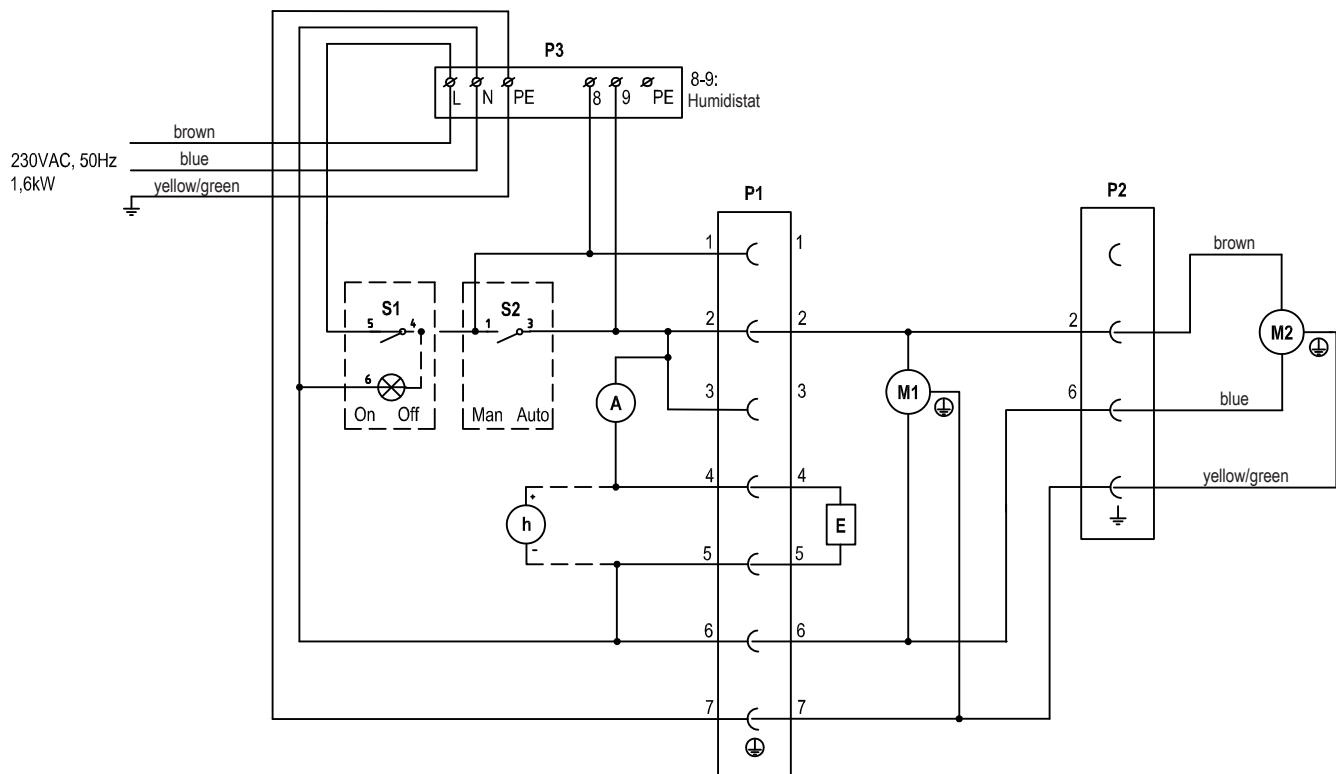 P3
L N PE 8 9 PE
8-9:
Humidistat
brown
230VAC, 50Hz
blue
1,6kW
yellow/green
P1
P2
1 1
brown
S1
S2
5 4
1 3
2 2
2
M2
6
On Off
Man Auto
A
3 3
M1
6
blue
4 4
yellow/green
+
h
-
E
5 5
6 6
7 7